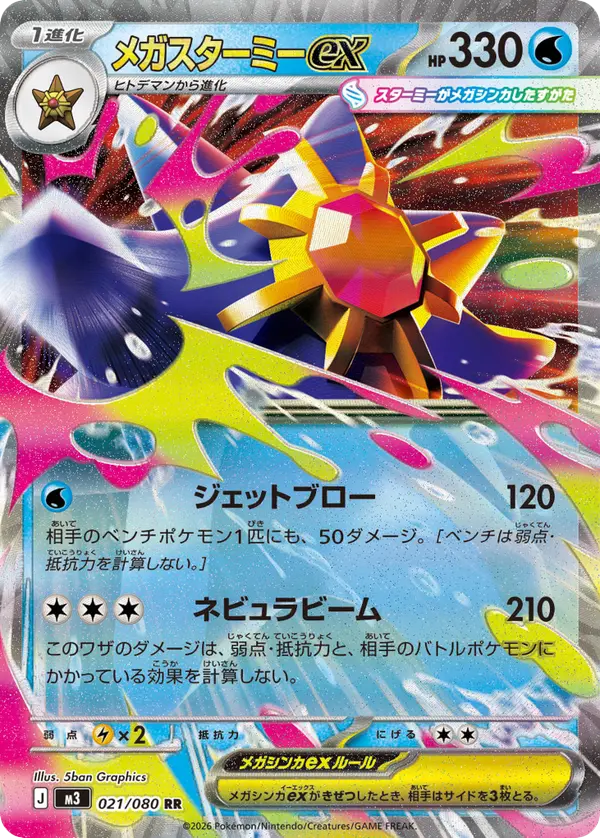 1進化
メガスターミーex
HP330
ヒトデマンから進化
スターミーがメガシンカしたすがた
ジェットブロー 120
相手のベンチポケモン1匹にも、50ダメージ。[ベンチは弱点・
抵抗力を計算しない。]
ネビュラビーム 210
このワザのダメージは、弱点・抵抗力と、相手のバトルポケモンに
かかっている効果を計算しない。
弱点 ×2 抵抗力 にげる
メガシンカexルール
メガシンカexがきぜつしたとき、相手はサイドを3枚とる。
Illus. 5ban Graphics
J M3 021/080 RR
©2026 Pokémon/Nintendo/Creatures/GAME FREAK.